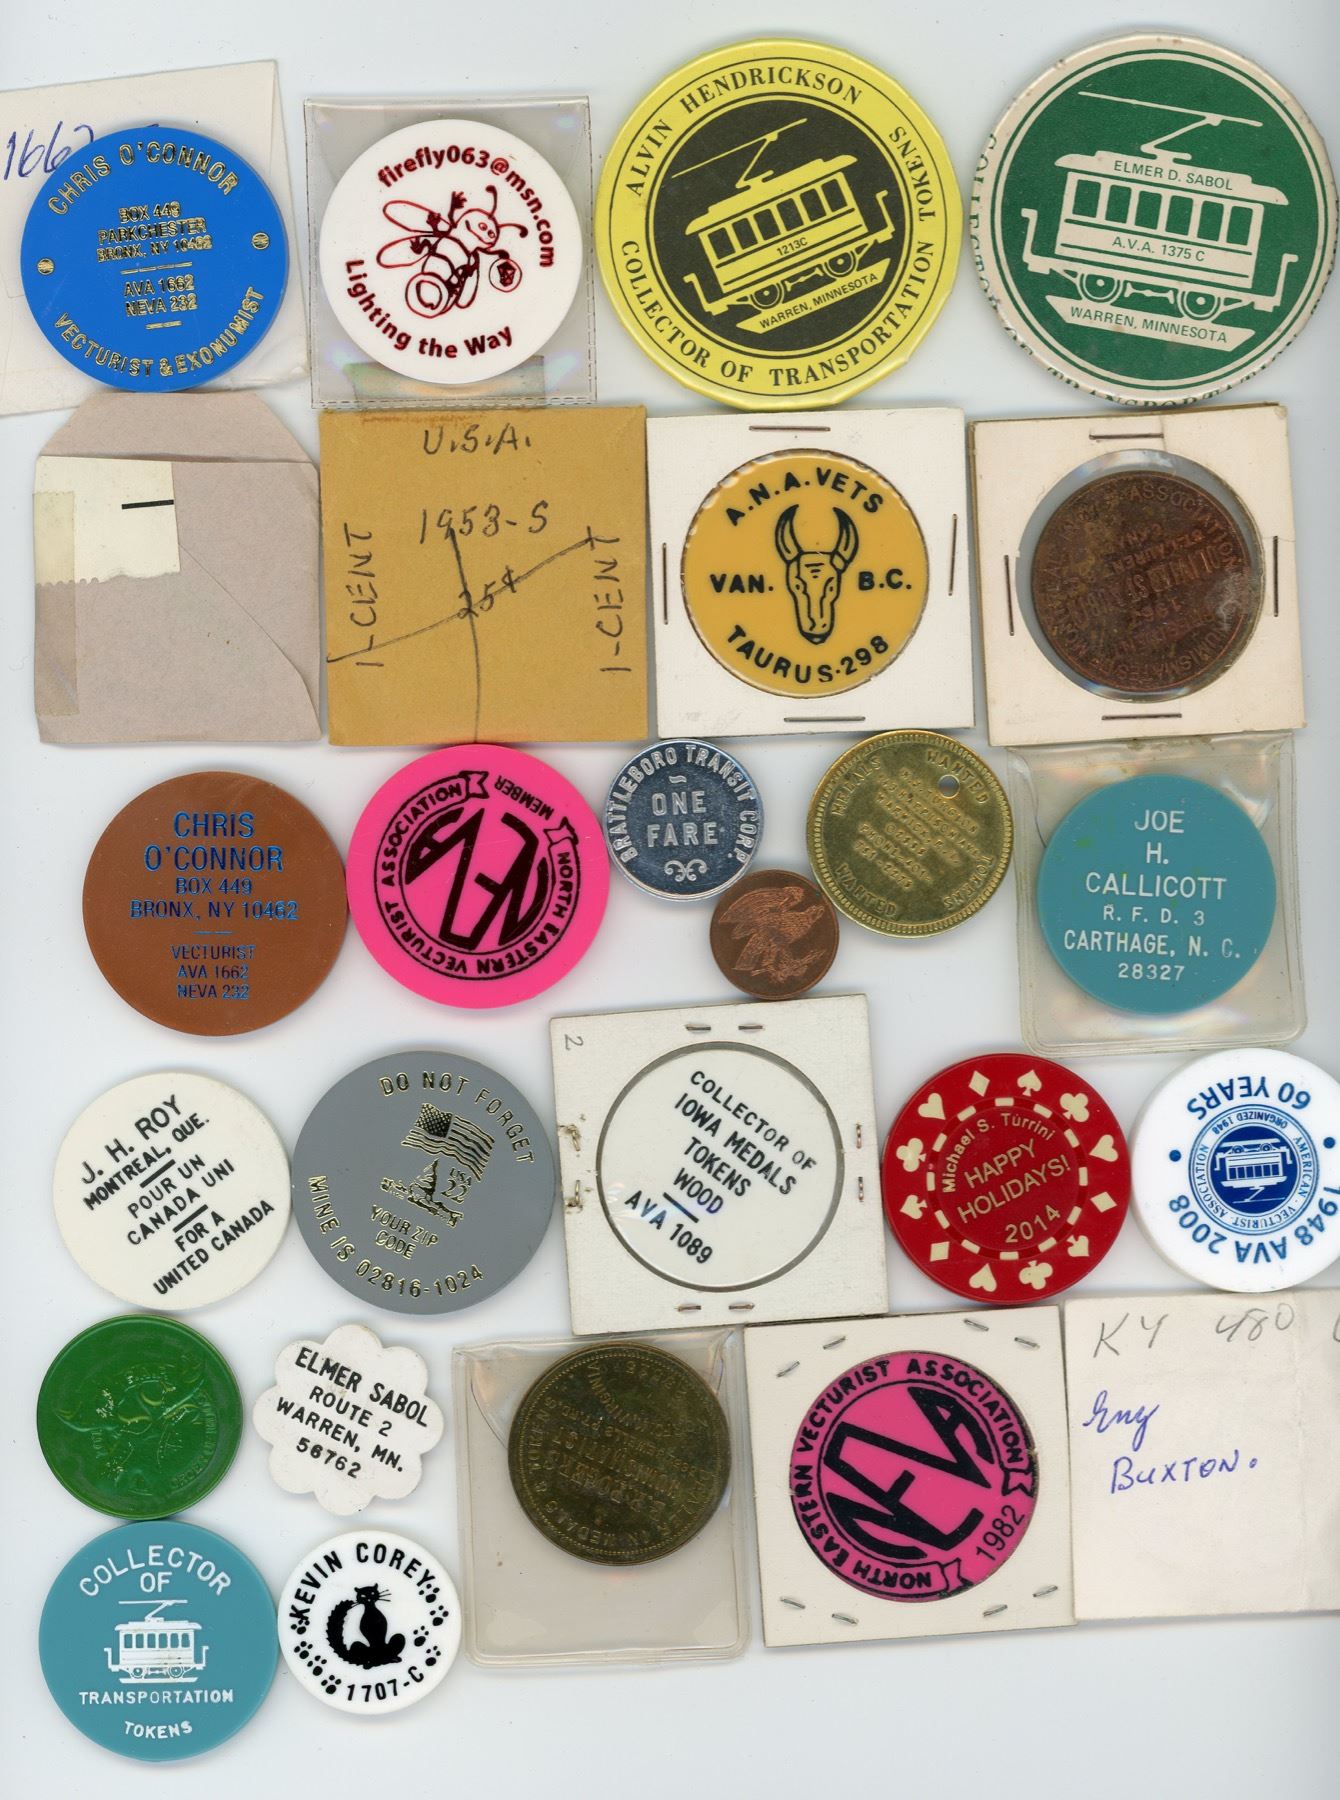 1662
CHRIS O'CONNOR
BOX 449
PARKCHESTER
BRONX, NY 10462
AVA 1662
NEVA 232
VECTURIST & EXONUMIST
firefly063@msn.com
Lighting the Way
ALVIN HENDRICKSON
COLLECTOR OF TRANSPORTATION TOKENS
1213C
WARREN, MINNESOTA
ELMER D. SABOL
A.V.A. 1375 C
WARREN, MINNESOTA
U.S.A.
1953-S
25¢
1-CENT
1-CENT
A.N.A. VETS
VAN. B.C.
TAURUS·298
CHRIS
O'CONNOR
BOX 449
BRONX, NY 10462
VECTURIST
AVA 1662
NEVA 232
NORTH EASTERN VECTURIST ASSOCIATION
MEMBER
NEVA
BRATTLEBORO TRANSIT CORP.
ONE
FARE
MEDALS WANTED
TOKENS WANTED
JOE
H.
CALLICOTT
R. F. D. 3
CARTHAGE, N. C.
28327
J. H. ROY
MONTREAL, QUE.
POUR UN
CANADA UNI
FOR A
UNITED CANADA
DO NOT FORGET
USA
22
YOUR ZIP
CODE
MINE IS 02816-1024
2
COLLECTOR OF
IOWA MEDALS
TOKENS
WOOD
AVA 1089
Michael S. Turrini
HAPPY
HOLIDAYS!
2014
60 YEARS
ORGANIZED 1948
AMERICAN VECTURIST ASSOCIATION
1948 AVA 2008
ELMER SABOL
ROUTE 2
WARREN, MN.
56762
NORTH EASTERN VECTURIST ASSOCIATION
NEVA
1982
KY 480
Eng
BUXTON.
COLLECTOR
OF
TRANSPORTATION
TOKENS
KEVIN COREY
1707-C